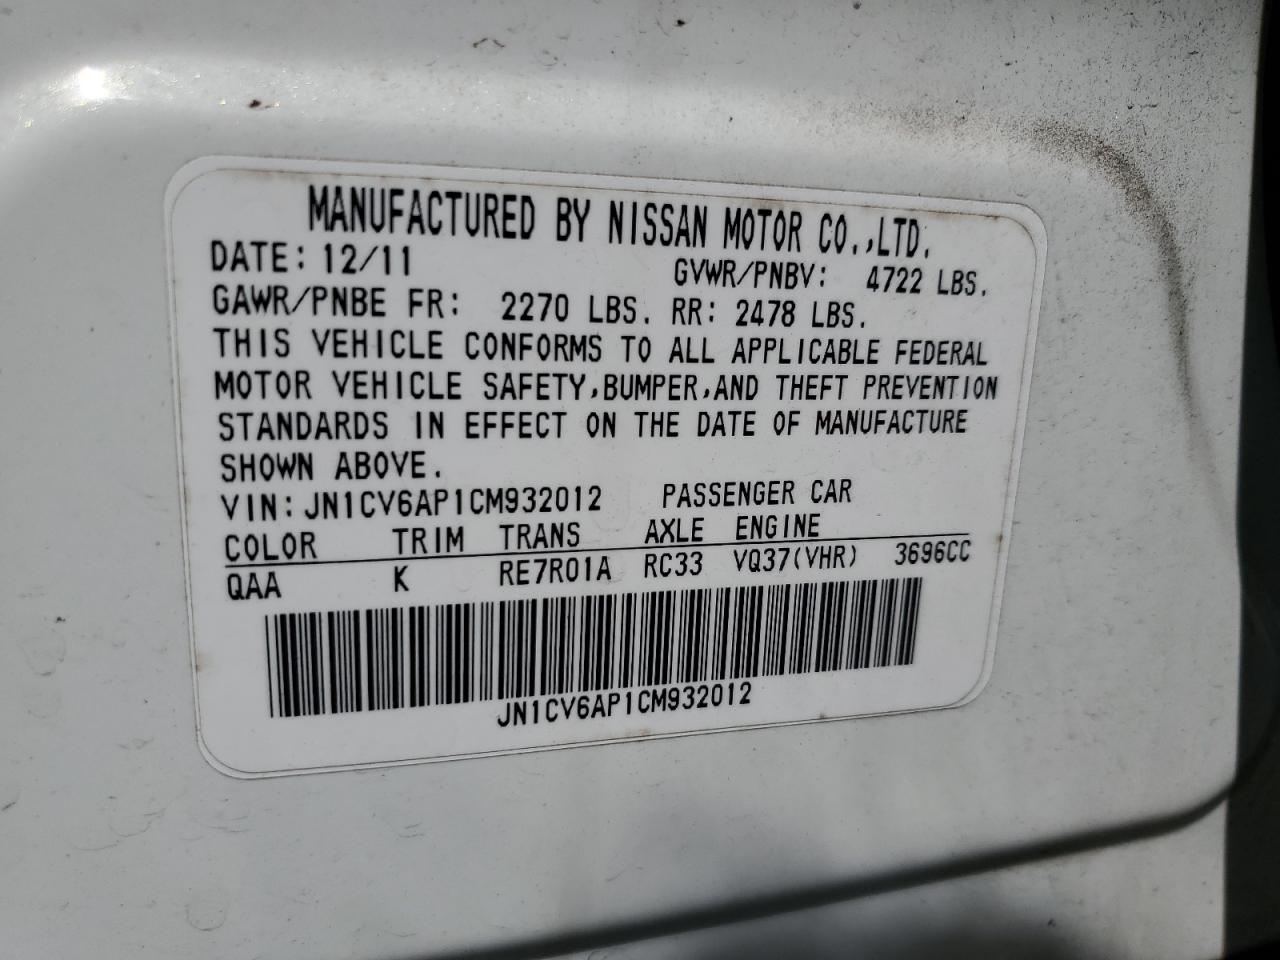 MANUFACTURED BY NISSAN MOTOR CO.,LTD.
DATE: 12/11 GVWR/PNBV: 4722 LBS.
GAWR/PNBE FR: 2270 LBS. RR: 2478 LBS.
THIS VEHICLE CONFORMS TO ALL APPLICABLE FEDERAL
MOTOR VEHICLE SAFETY,BUMPER,AND THEFT PREVENTION
STANDARDS IN EFFECT ON THE DATE OF MANUFACTURE
SHOWN ABOVE.
VIN:JN1CV6AP1CM932012 PASSENGER CAR
COLOR TRIM TRANS AXLE ENGINE
QAA K RE7R01A RC33 VQ37(VHR) 3696CC
JN1CV6AP1CM932012